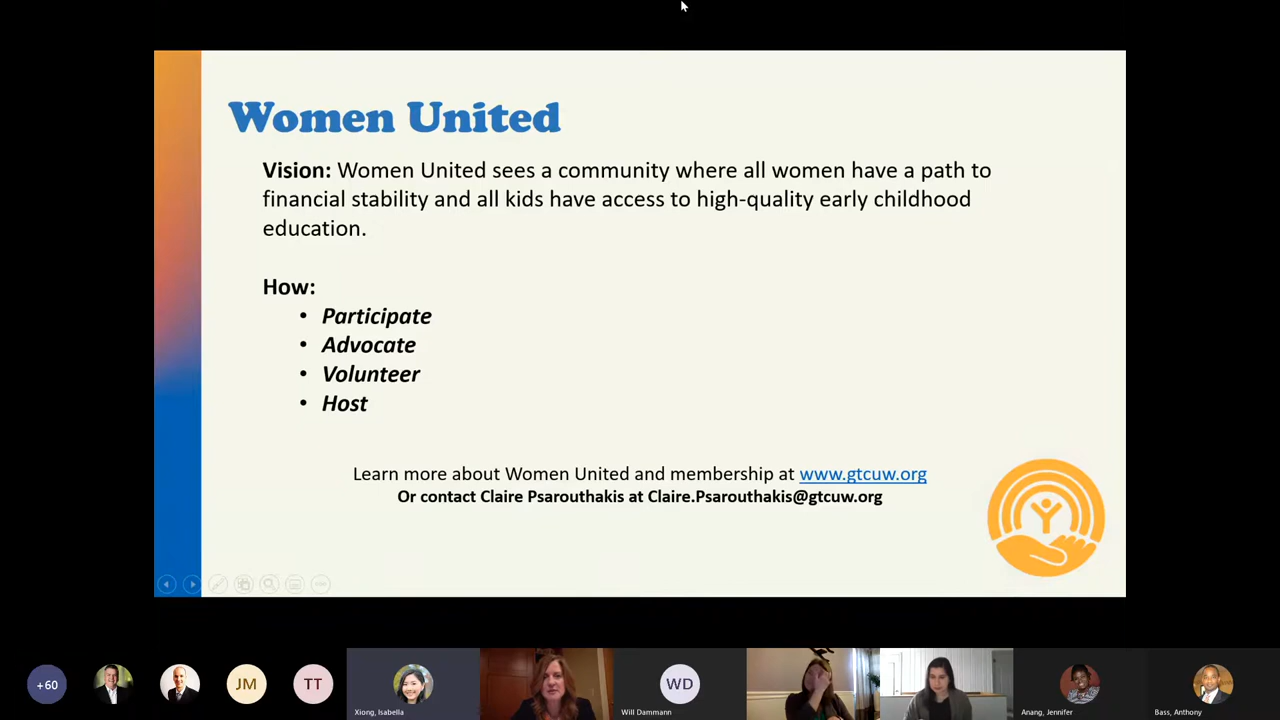 Women United
Vision: Women United sees a community where all women have a path to
financial stability and all kids have access to high-quality early childhood
education.
How:
• Participate
• Advocate
• Volunteer
• Host
Learn more about Women United and membership at www.gtcuw.org
Or contact Claire Psarouthakis at Claire.Psarouthakis@gtcuw.org
+60
JM
TT
Xiong, Isabella
WD
Will Dammann
Anang, Jennifer
Bass, Anthony